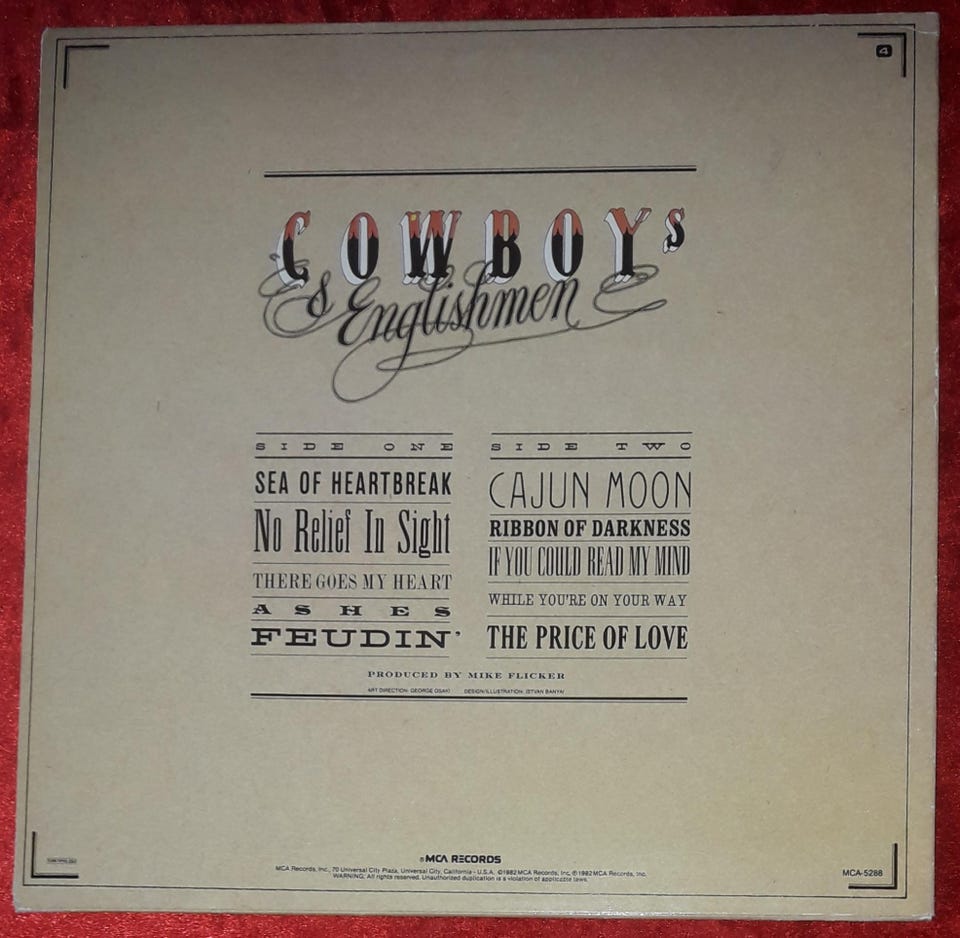 4
COWBOYs
& Englishmen
SIDE ONE
SEA OF HEARTBREAK
No Relief In Sight
THERE GOES MY HEART
ASHES
FEUDIN'
SIDE TWO
CAJUN MOON
RIBBON OF DARKNESS
IF YOU COULD READ MY MIND
WHILE YOU'RE ON YOUR WAY
THE PRICE OF LOVE
PRODUCED BY MIKE FLICKER
ART DIRECTION: GEORGE OSAKI DESIGN/ILLUSTRATION: ISTVAN BANYAI
MCA RECORDS
MCA Records, Inc., 70 Universal City Plaza, Universal City, California - U.S.A. ©1982 MCA Records, Inc. ℗1982 MCA Records, Inc.
WARNING: All rights reserved. Unauthorized duplication is a violation of applicable laws.
MCA-5288